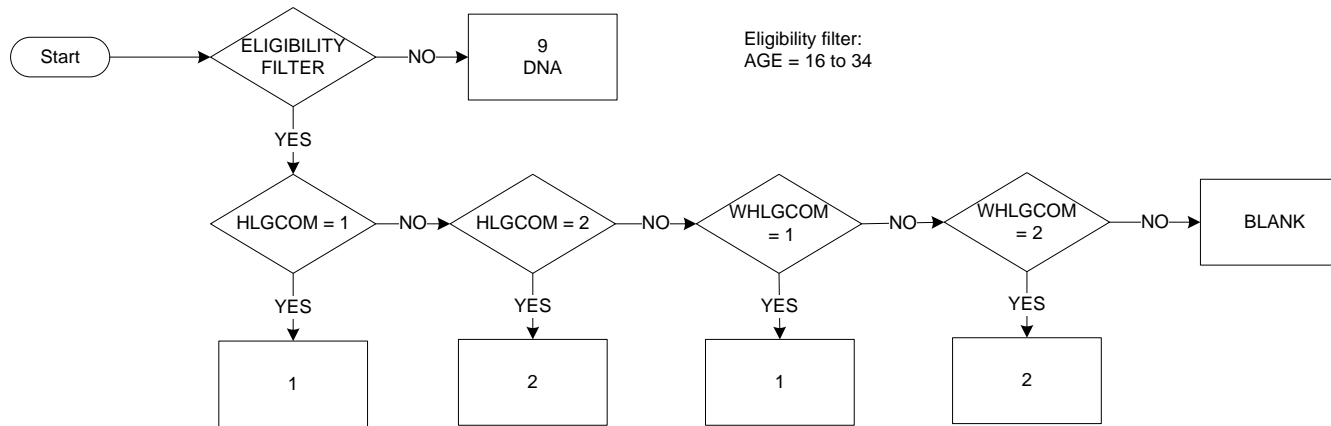 Start
ELIGIBILITY
FILTER
NO
9
DNA
Eligibility filter:
AGE = 16 to 34
YES
HLGCOM = 1
NO
HLGCOM = 2
NO
WHLGCOM
= 1
NO
WHLGCOM
= 2
NO
BLANK
YES
YES
YES
YES
1
2
1
2